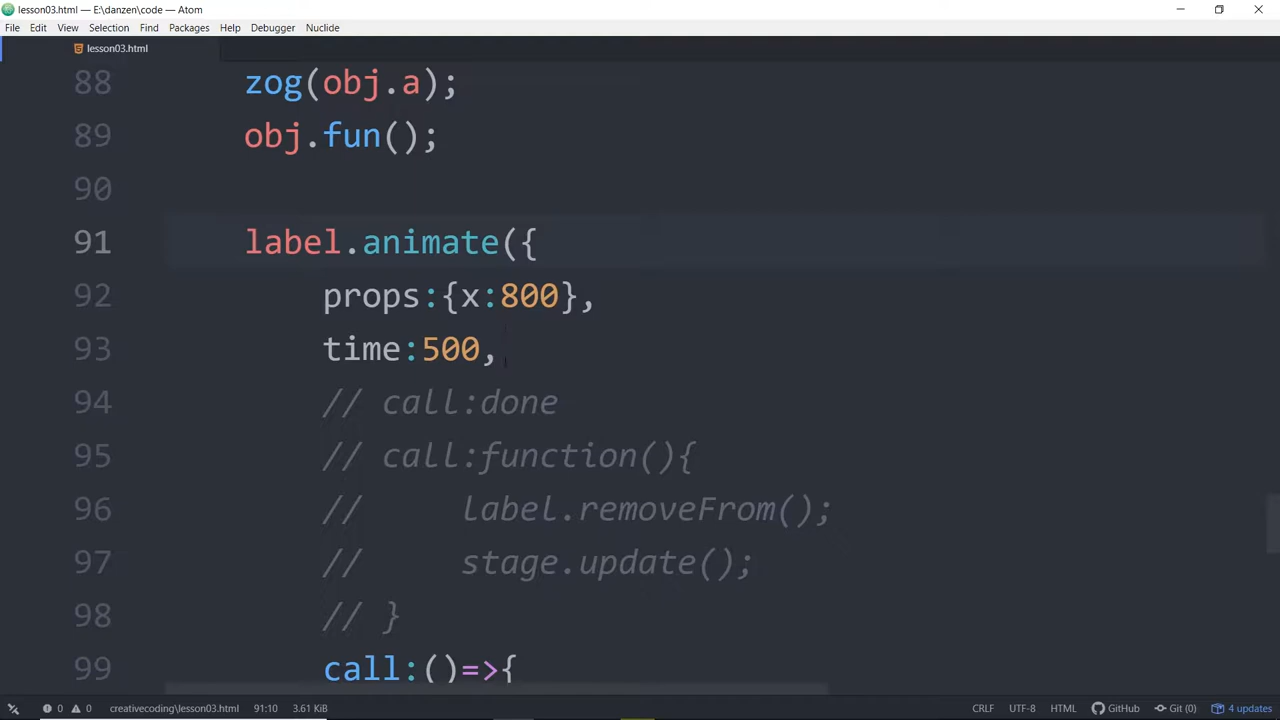 lesson03.html — E:\danzen\code — Atom
File Edit View Selection Find Packages Help Debugger Nuclide
lesson03.html
88 zog(obj.a);
89 obj.fun();
90
91 label.animate({
92 props:{x:800},
93 time:500,
94 // call:done
95 // call:function(){
96 // label.removeFrom();
97 // stage.update();
98 // }
99 call:()=>{
0 0 creativecoding\lesson03.html 91:10 3.61 KiB CRLF UTF-8 HTML GitHub Git (0) 4 updates